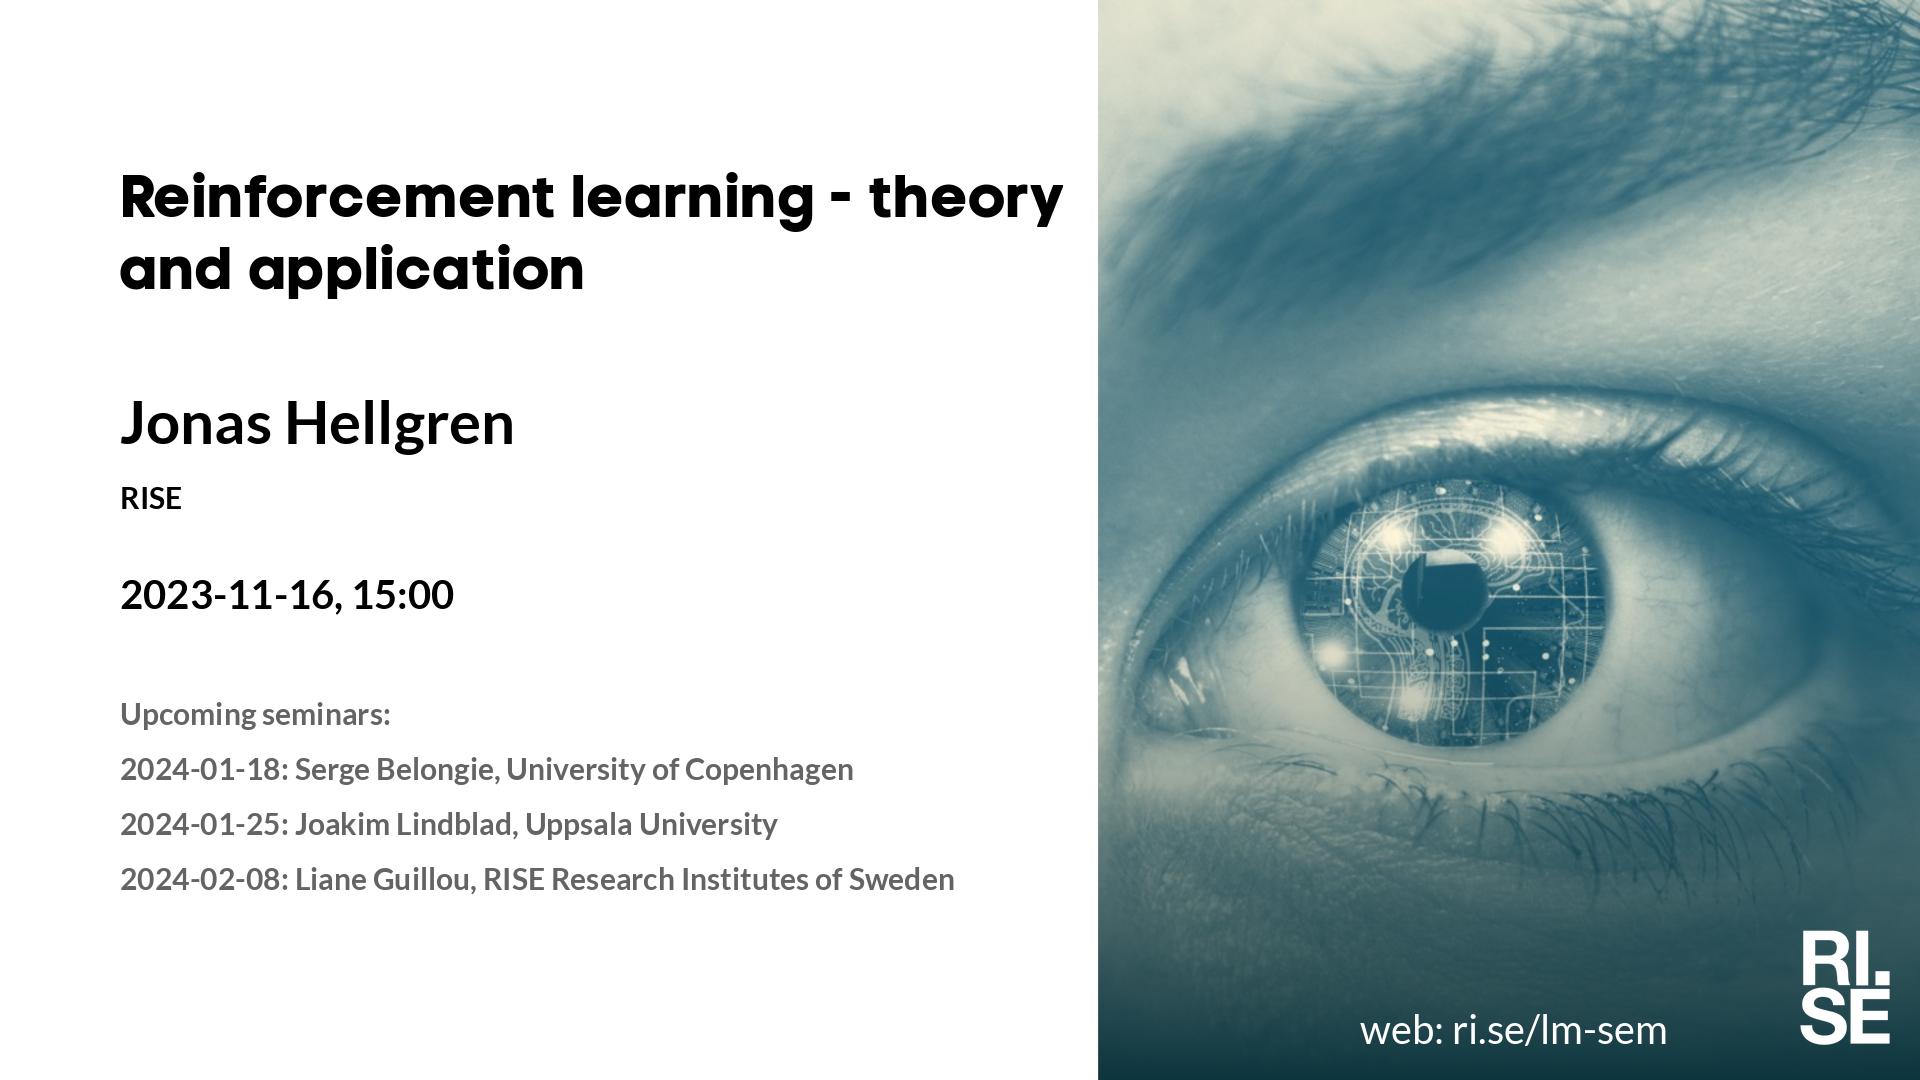 Reinforcement learning - theory
and application
Jonas Hellgren
RISE
2023-11-16, 15:00
Upcoming seminars:
2024-01-18: Serge Belongie, University of Copenhagen
2024-01-25: Joakim Lindblad, Uppsala University
2024-02-08: Liane Guillou, RISE Research Institutes of Sweden
web: ri.se/lm-sem
RI.
SE